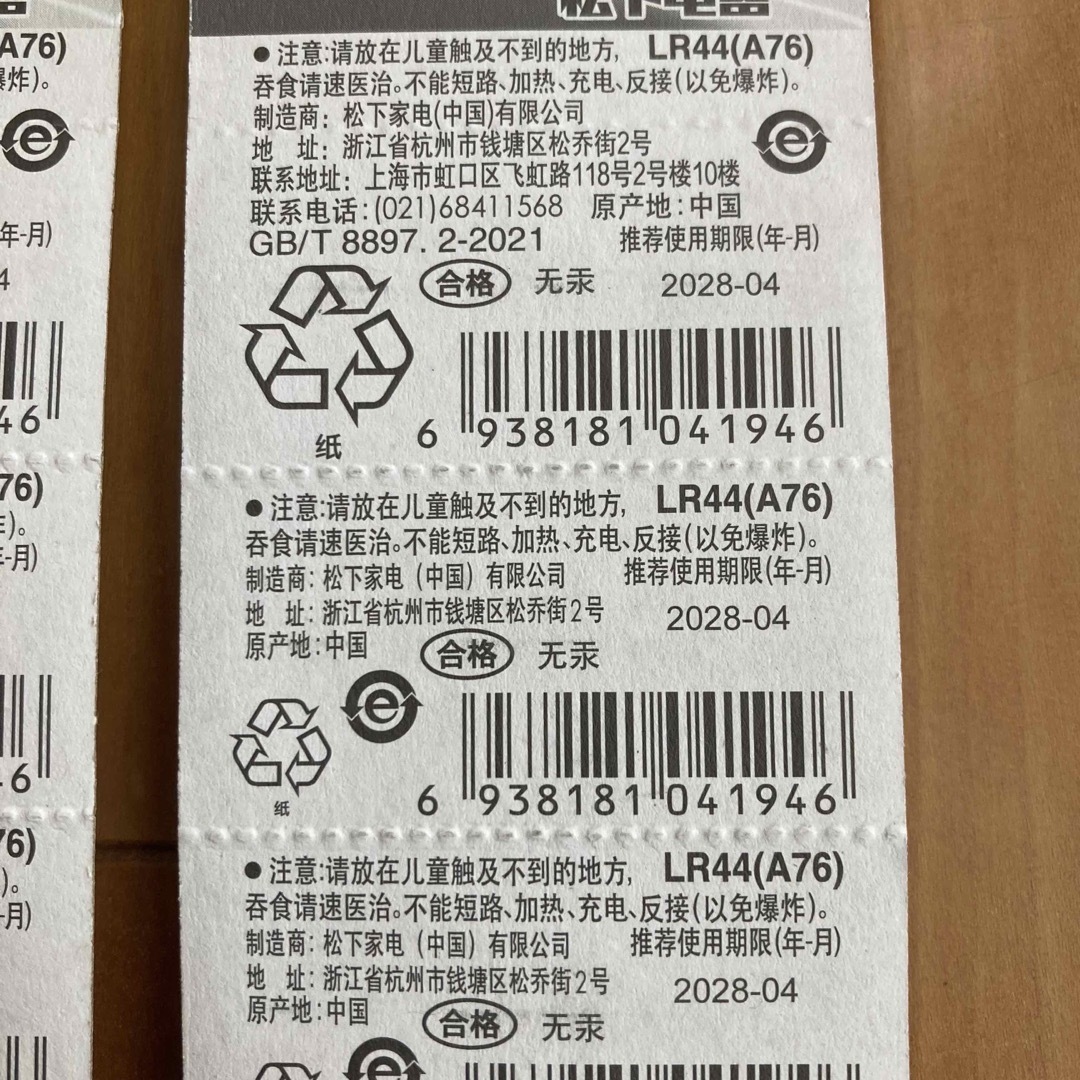 松下电器
●注意:请放在儿童触及不到的地方, LR44(A76)
吞食请速医治。不能短路、加热、充电、反接(以免爆炸)。
制造商: 松下家电(中国)有限公司
地 址: 浙江省杭州市钱塘区松乔街2号
联系地址: 上海市虹口区飞虹路118号2号楼10楼
联系电话:(021)68411568 原产地:中国
GB/T 8897. 2-2021 推荐使用期限(年-月)
合格 无汞 2028-04
纸
6 938181 041946
●注意:请放在儿童触及不到的地方, LR44(A76)
吞食请速医治。不能短路、加热、充电、反接(以免爆炸)。
制造商: 松下家电 (中国) 有限公司 推荐使用期限(年-月)
地 址: 浙江省杭州市钱塘区松乔街2号 2028-04
原产地:中国 合格 无汞
e
纸
6 938181 041946
●注意:请放在儿童触及不到的地方, LR44(A76)
吞食请速医治。不能短路、加热、充电、反接(以免爆炸)。
制造商: 松下家电 (中国) 有限公司 推荐使用期限(年-月)
地 址: 浙江省杭州市钱塘区松乔街2号 2028-04
原产地:中国 合格 无汞
e
A76)
爆炸)。
e
年-月)
4
46
76)
)。
-月)
6
76)
)。
-月)